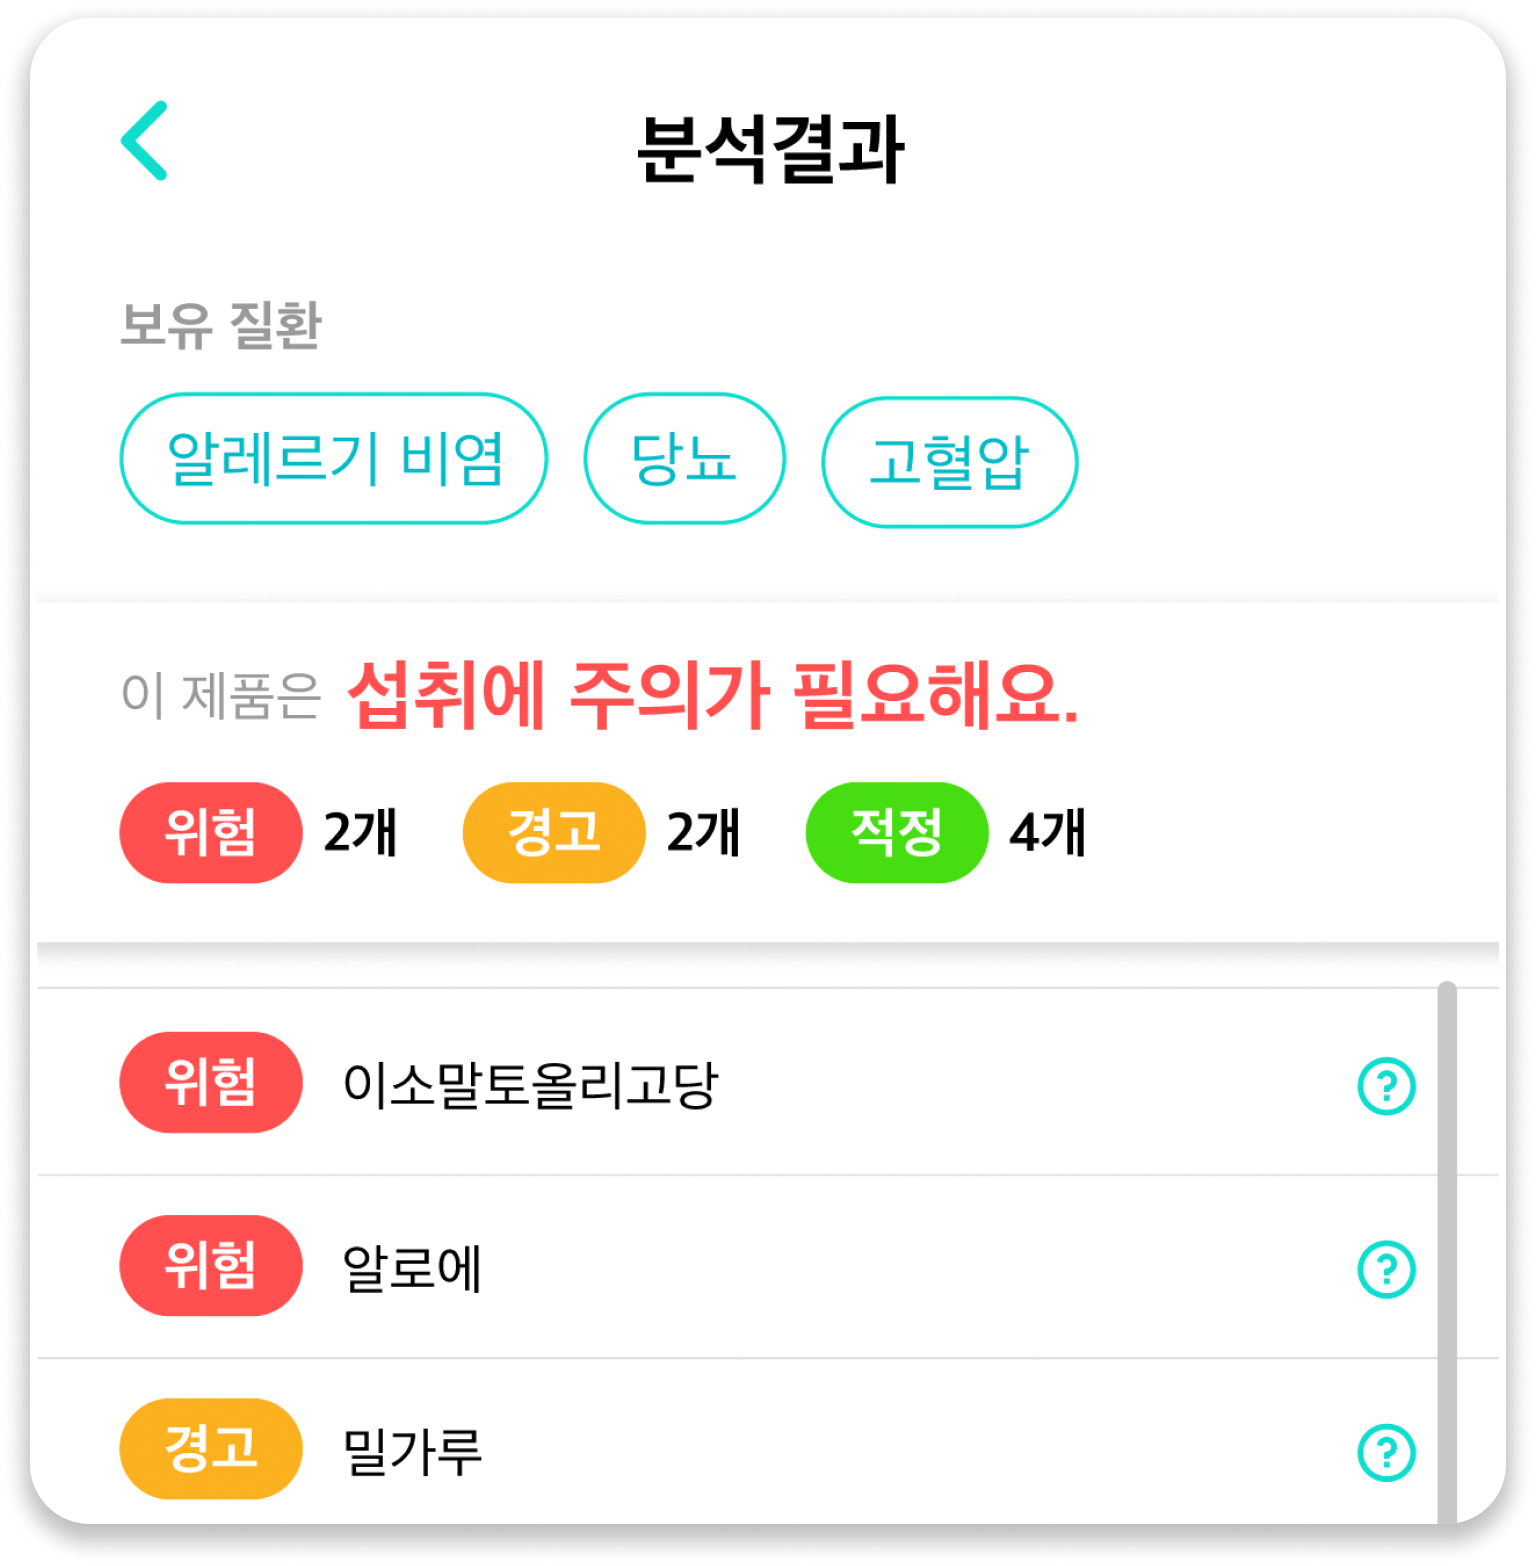 분석결과
보유 질환
알레르기 비염 당뇨 고혈압
이 제품은 섭취에 주의가 필요해요.
위험 2개 경고 2개 적정 4개
위험 이소말토올리고당 ?
위험 알로에 ?
경고 밀가루 ?